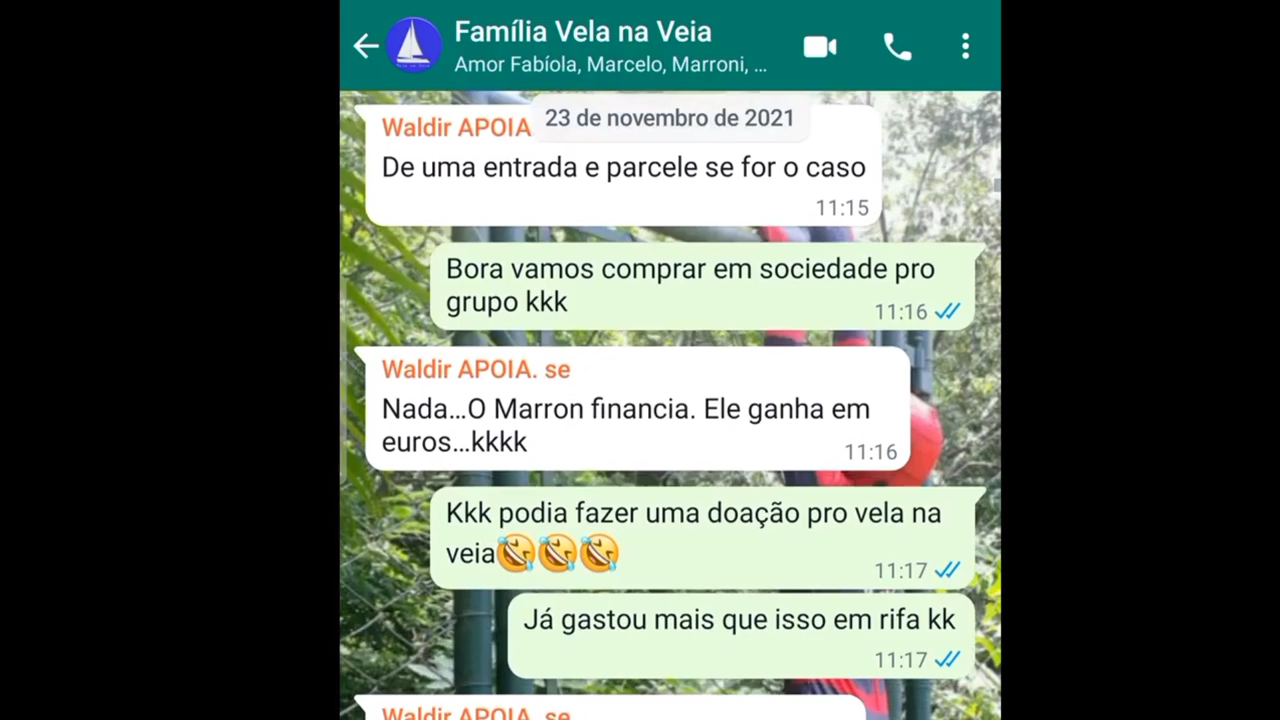 Família Vela na Veia
Amor Fabíola, Marcelo, Marroni, ...
23 de novembro de 2021
Waldir APOIA
De uma entrada e parcele se for o caso
11:15
Bora vamos comprar em sociedade pro
grupo kkk
11:16
Waldir APOIA. se
Nada...O Marron financia. Ele ganha em
euros...kkkk
11:16
Kkk podia fazer uma doação pro vela na
veia🤣🤣🤣
11:17
Já gastou mais que isso em rifa kk
11:17
Waldir APOIA. se